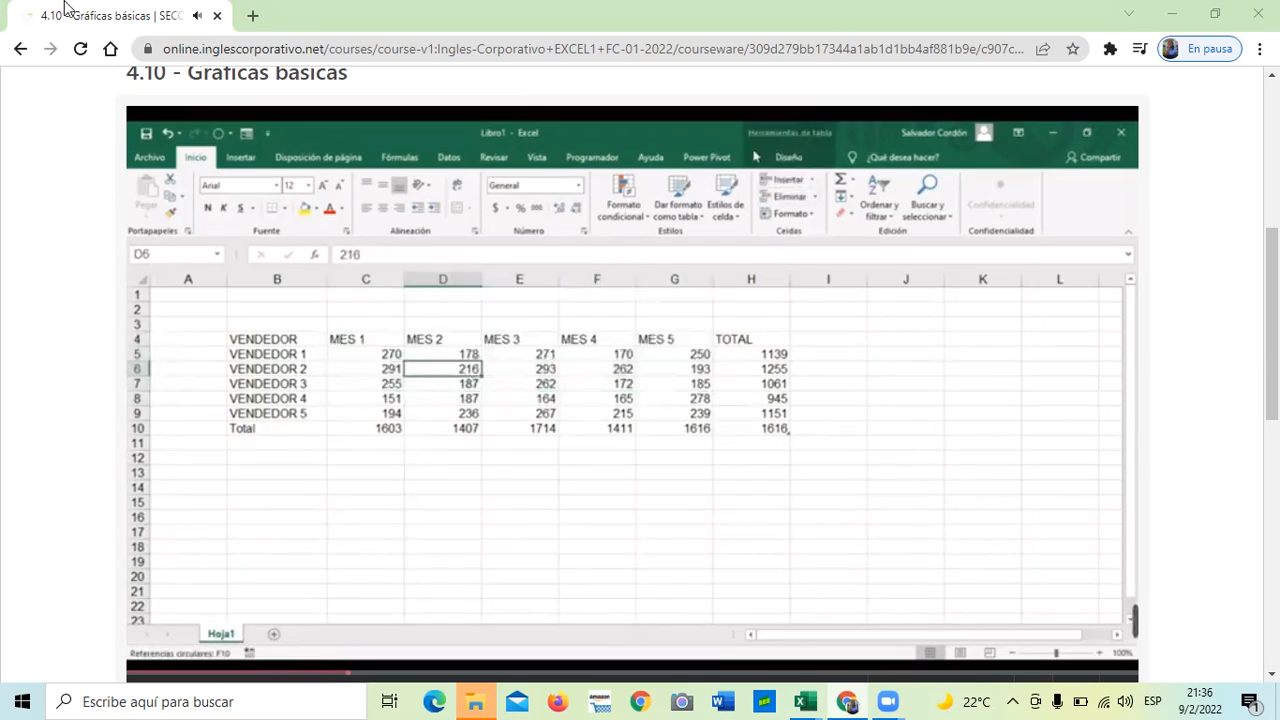 4.10 - Gráficas básicas | SECC
online.inglescorporativo.net/courses/course-v1:Ingles-Corporativo+EXCEL1+FC-01-2022/courseware/309d279bb17344a1ab1d1bb4af881b9e/c907c...
En pausa
4.10 - Gráficas básicas
Libro1 - Excel
Herramientas de tabla
Salvador Cordón
Archivo Inicio Insertar Disposición de página Fórmulas Datos Revisar Vista Programador Ayuda Power Pivot Diseño ¿Qué desea hacer? Compartir
Arial 12 General Insertar
Pegar N K S $ % 000 Formato condicional Dar formato como tabla Estilos de celda Eliminar Formato Ordenar y filtrar Buscar y seleccionar Confidencialidad
Portapapeles Fuente Alineación Número Estilos Celdas Edición Confidencialidad
D6 fx 216
A B C D E F G H I J K L
1
2
3
4 VENDEDOR MES 1 MES 2 MES 3 MES 4 MES 5 TOTAL
5 VENDEDOR 1 270 178 271 170 250 1139
6 VENDEDOR 2 291 216 293 262 193 1255
7 VENDEDOR 3 255 187 262 172 185 1061
8 VENDEDOR 4 151 187 164 165 278 945
9 VENDEDOR 5 194 236 267 215 239 1151
10 Total 1603 1407 1714 1411 1616 1616
11
12
13
14
15
16
17
18
19
20
21
22
23
Hoja1
Referencias circulares: F10 100%
Escribe aquí para buscar
amazon
22°C
ESP
21:36
9/2/2022
1